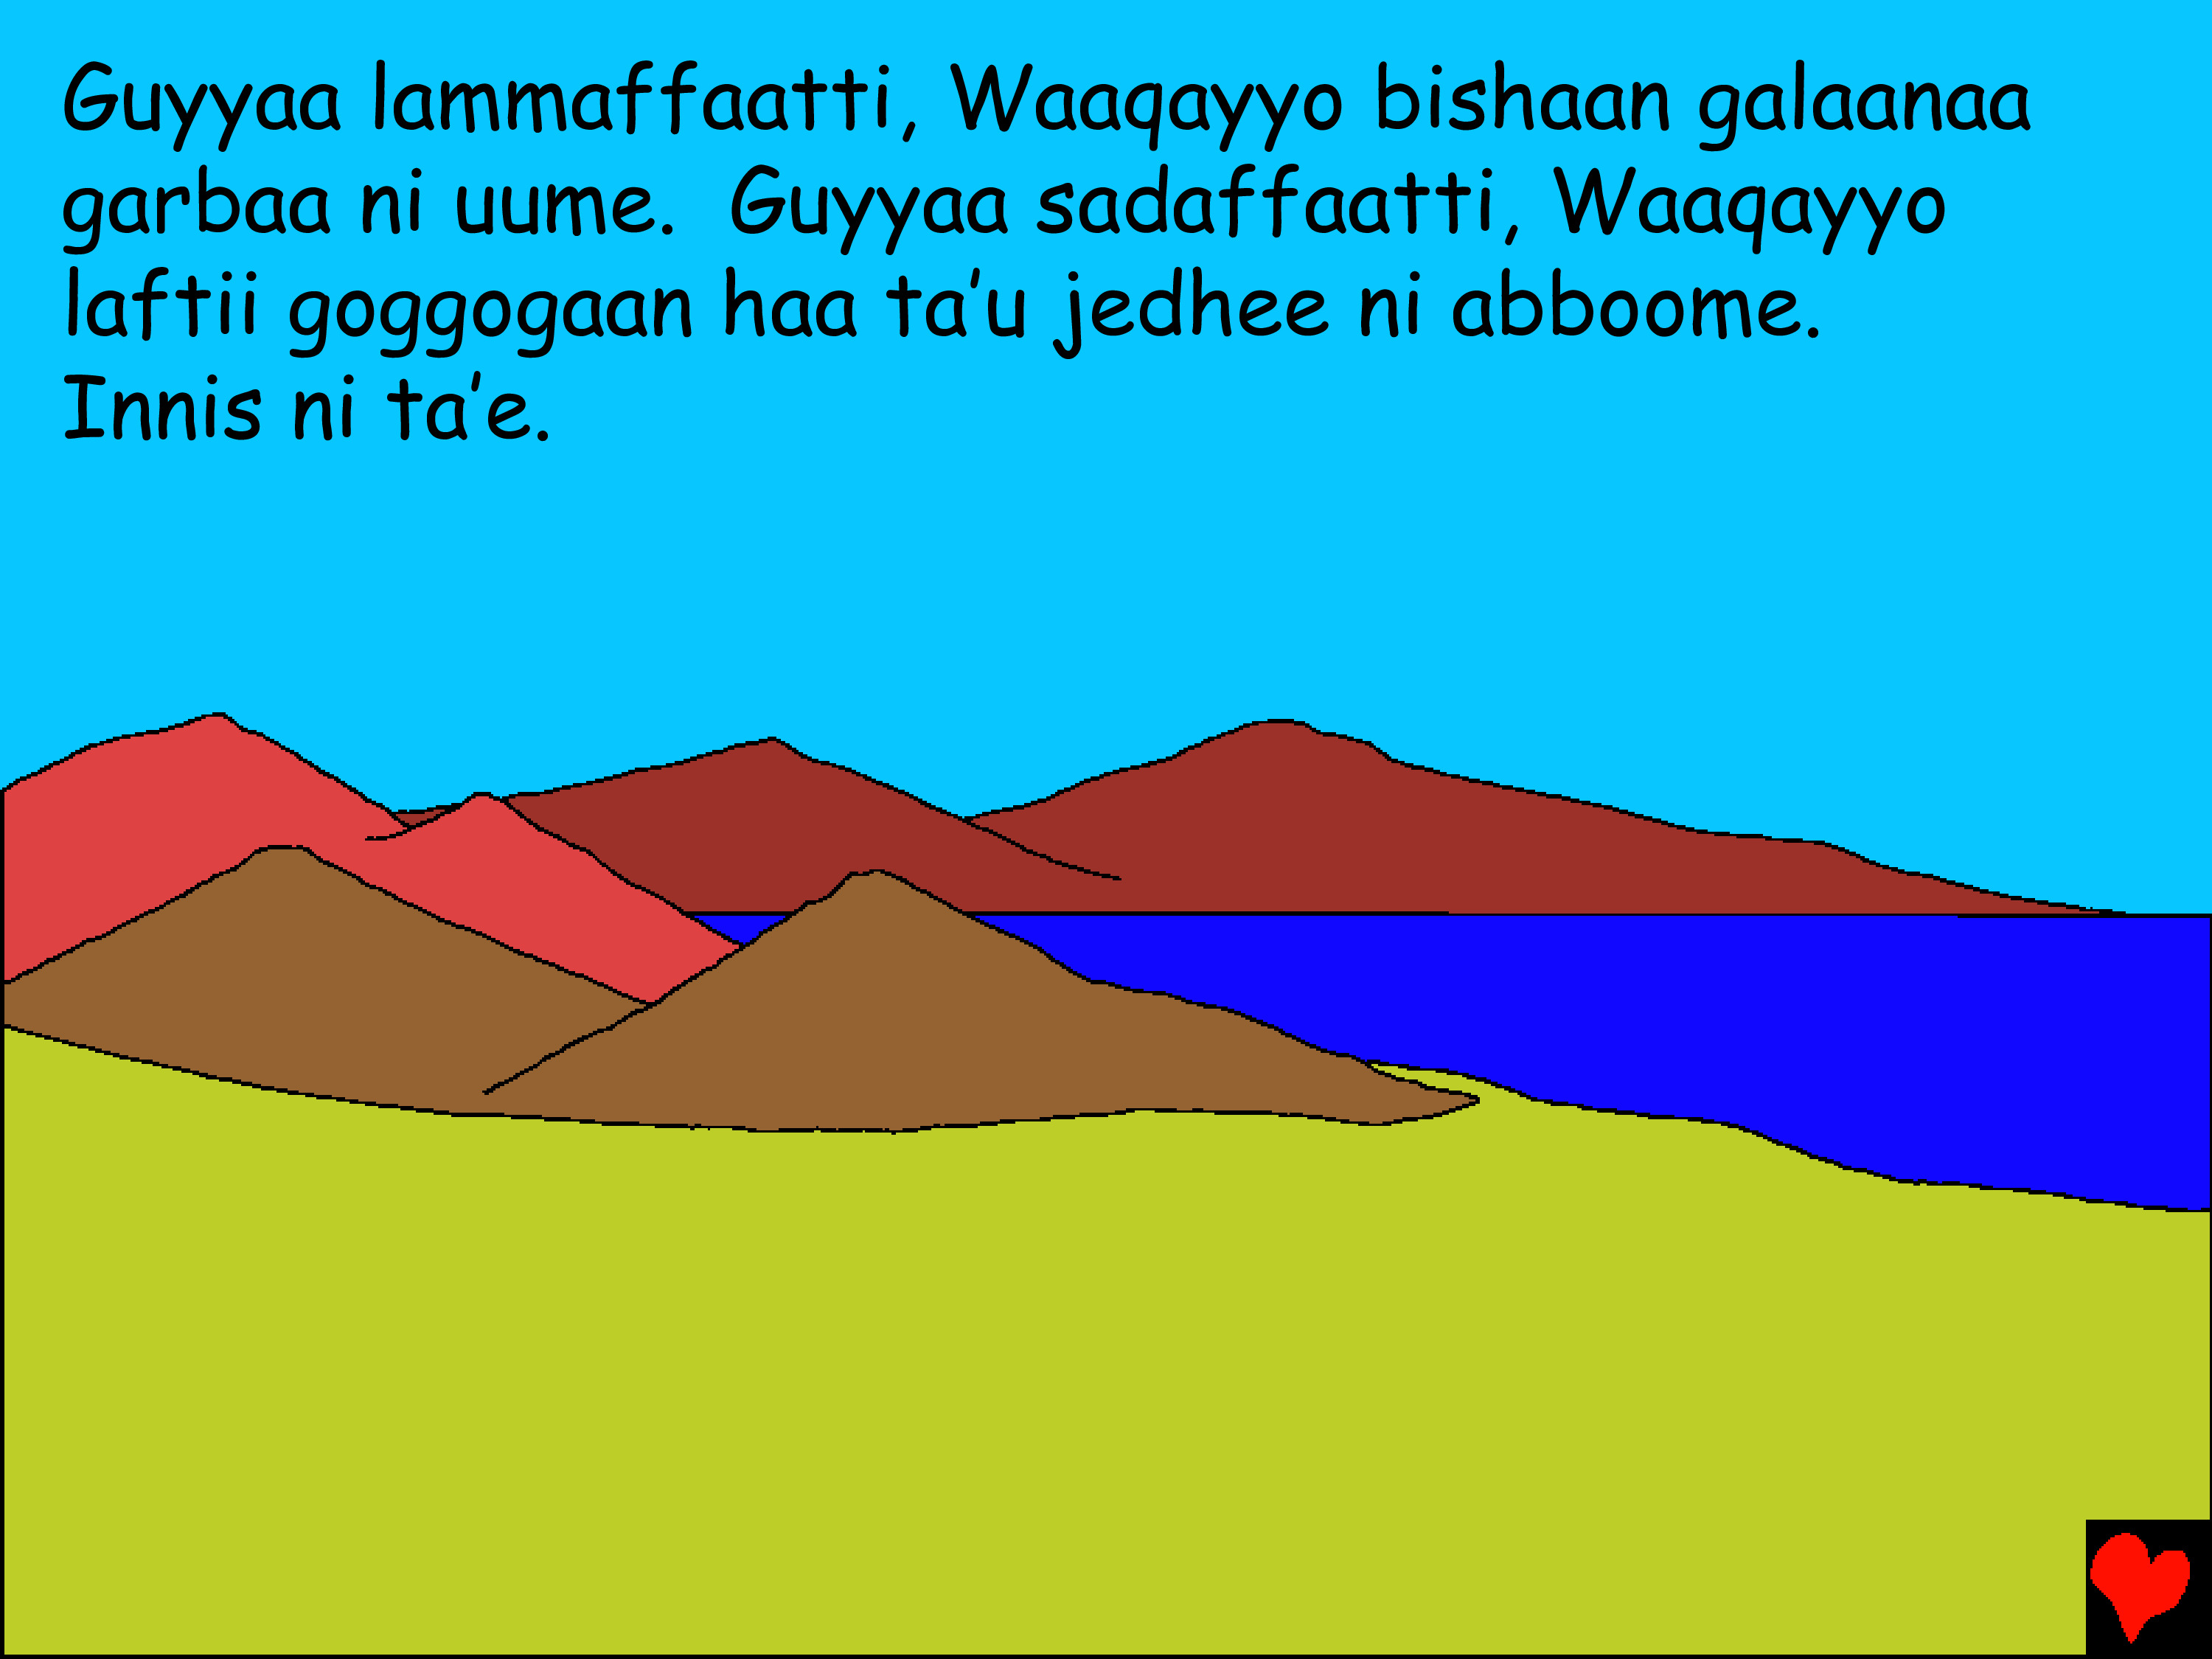 Guyyaa lammaffaatti, Waaqayyo bishaan galaanaa
garbaa ni uume.  Guyyaa sadaffaatti, Waaqayyo
laftii goggogaan haa ta'u jedhee ni abboome.
Innis ni ta'e.